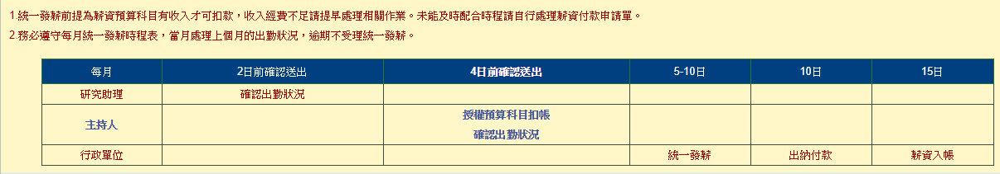 1.統一發薪前提為薪資預算科目有收入才可扣款，收入經費不足請提早處理相關作業。未能及時配合時程請自行處理薪資付款申請單。
2.務必遵守每月統一發薪時程表，當月處理上個月的出勤狀況，逾期不受理統一發薪。
每月 2日前確認送出 4日前確認送出 5-10日 10日 15日
研究助理 確認出勤狀況
主持人 授權預算科目扣帳
確認出勤狀況
行政單位 統一發薪 出納付款 薪資入帳